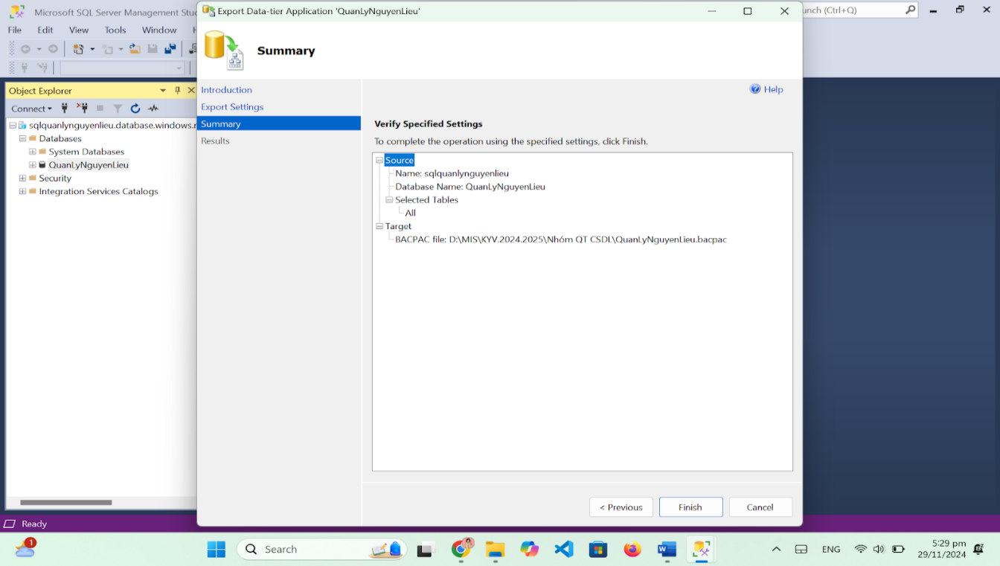 Microsoft SQL Server Management Stu
Export Data-tier Application 'QuanLyNguyenLieu'
unch (Ctrl+Q)
File Edit View Tools Window H
Summary
Object Explorer
Connect
sqlquanlynguyenlieu.database.windows.n
Databases
System Databases
QuanLyNguyenLieu
Security
Integration Services Catalogs
Introduction
Export Settings
Summary
Results
Help
Verify Specified Settings
To complete the operation using the specified settings, click Finish.
Source
Name: sqlquanlynguyenlieu
Database Name: QuanLyNguyenLieu
Selected Tables
All
Target
BACPAC file: D:\MIS\KYV.2024.2025\Nhóm QT CSDL\QuanLyNguyenLieu.bacpac
< Previous Finish Cancel
Ready
1
Search
ENG
5:29 pm
29/11/2024